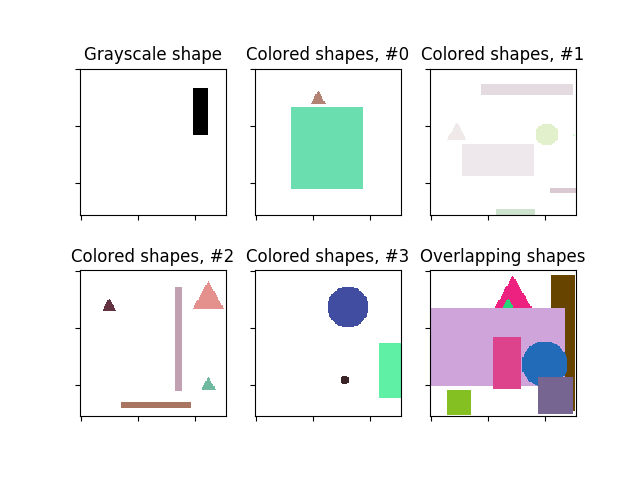 Grayscale shape
Colored shapes, #0
Colored shapes, #1
Colored shapes, #2
Colored shapes, #3
Overlapping shapes